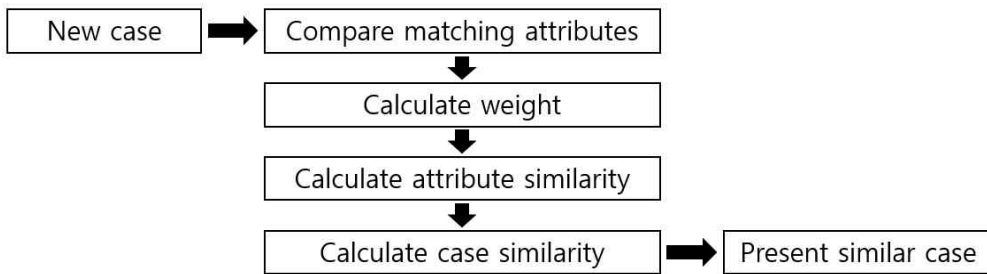 New case
Compare matching attributes
Calculate weight
Calculate attribute similarity
Calculate case similarity
Present similar case